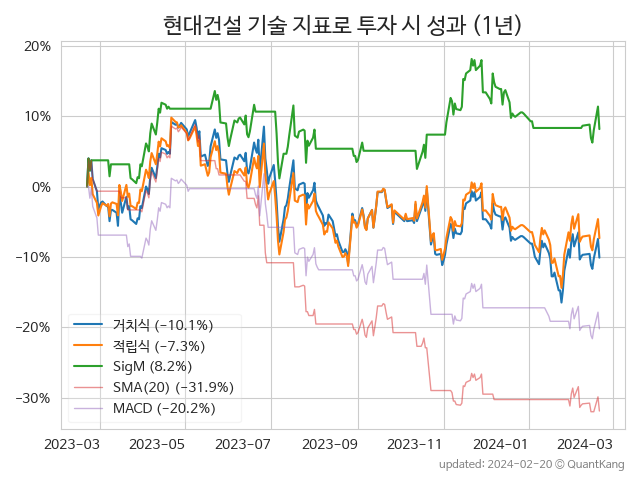 현대건설 기술 지표로 투자 시 성과 (1년)
20%
10%
0%
−10%
−20%
−30%
거치식 (−10.1%)
적립식 (−7.3%)
SigM (8.2%)
SMA(20) (−31.9%)
MACD (−20.2%)
2023-03
2023-05
2023-07
2023-09
2023-11
2024-01
2024-03
updated: 2024-02-20 © QuantKang